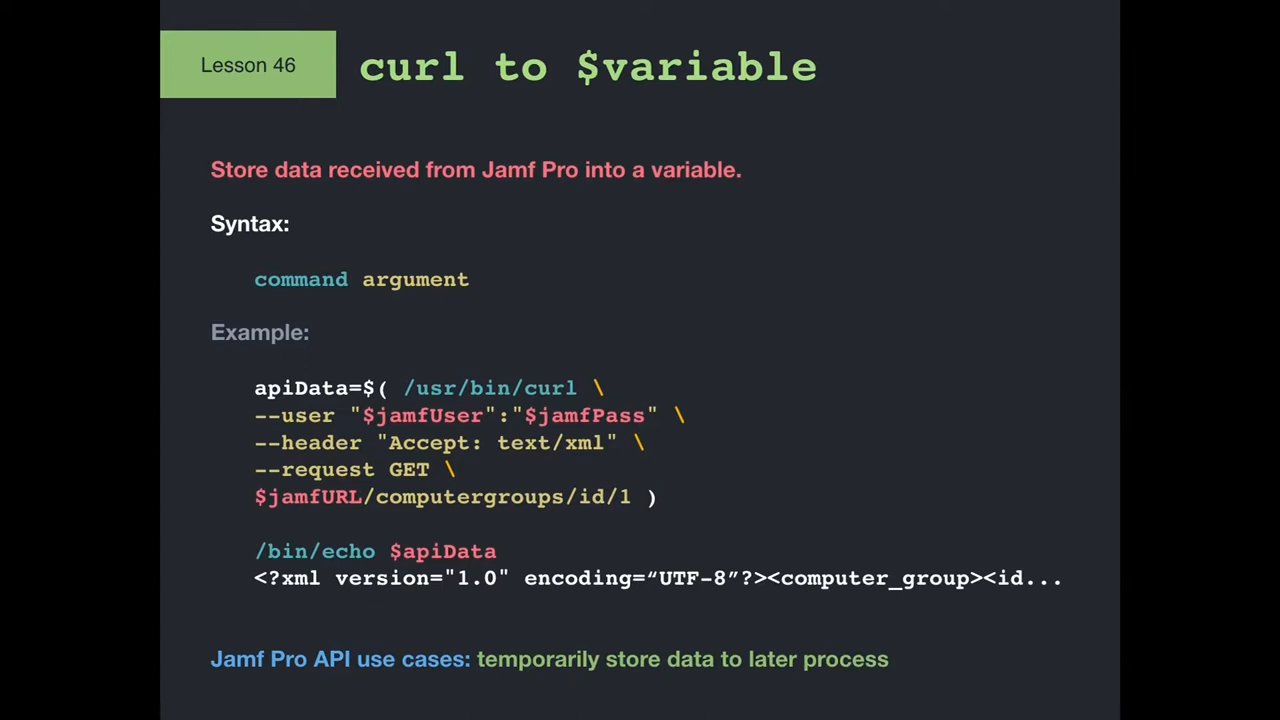 Lesson 46
curl to $variable
Store data received from Jamf Pro into a variable.
Syntax:
command argument
Example:
apiData=$( /usr/bin/curl \
--user "$jamfUser":"$jamfPass" \
--header "Accept: text/xml" \
--request GET \
$jamfURL/computergroups/id/1 )
/bin/echo $apiData
<?xml version="1.0" encoding=“UTF-8”?><computer_group><id...
Jamf Pro API use cases: temporarily store data to later process